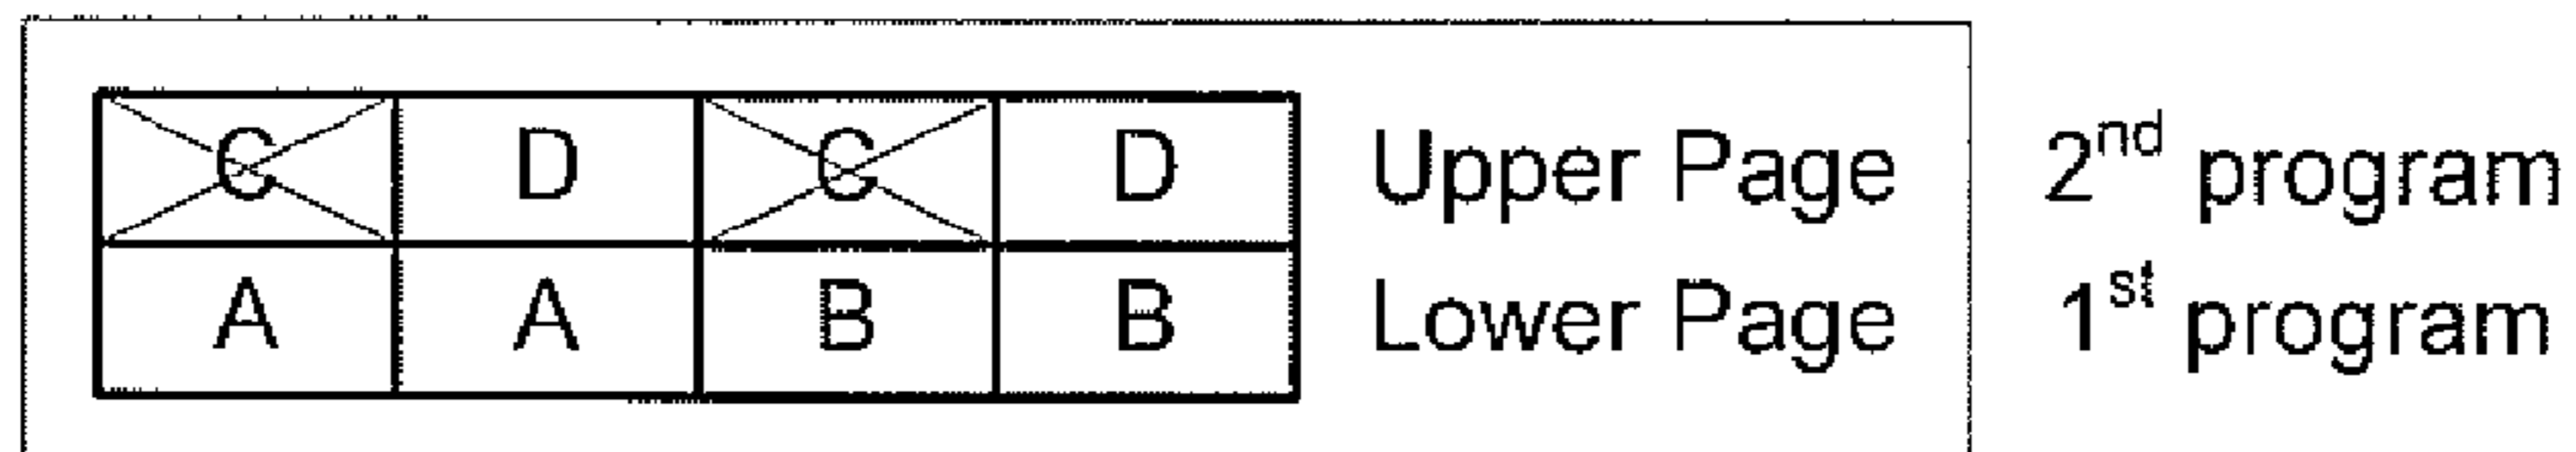 C D C D Upper Page 2nd program
A A B B Lower Page 1st program